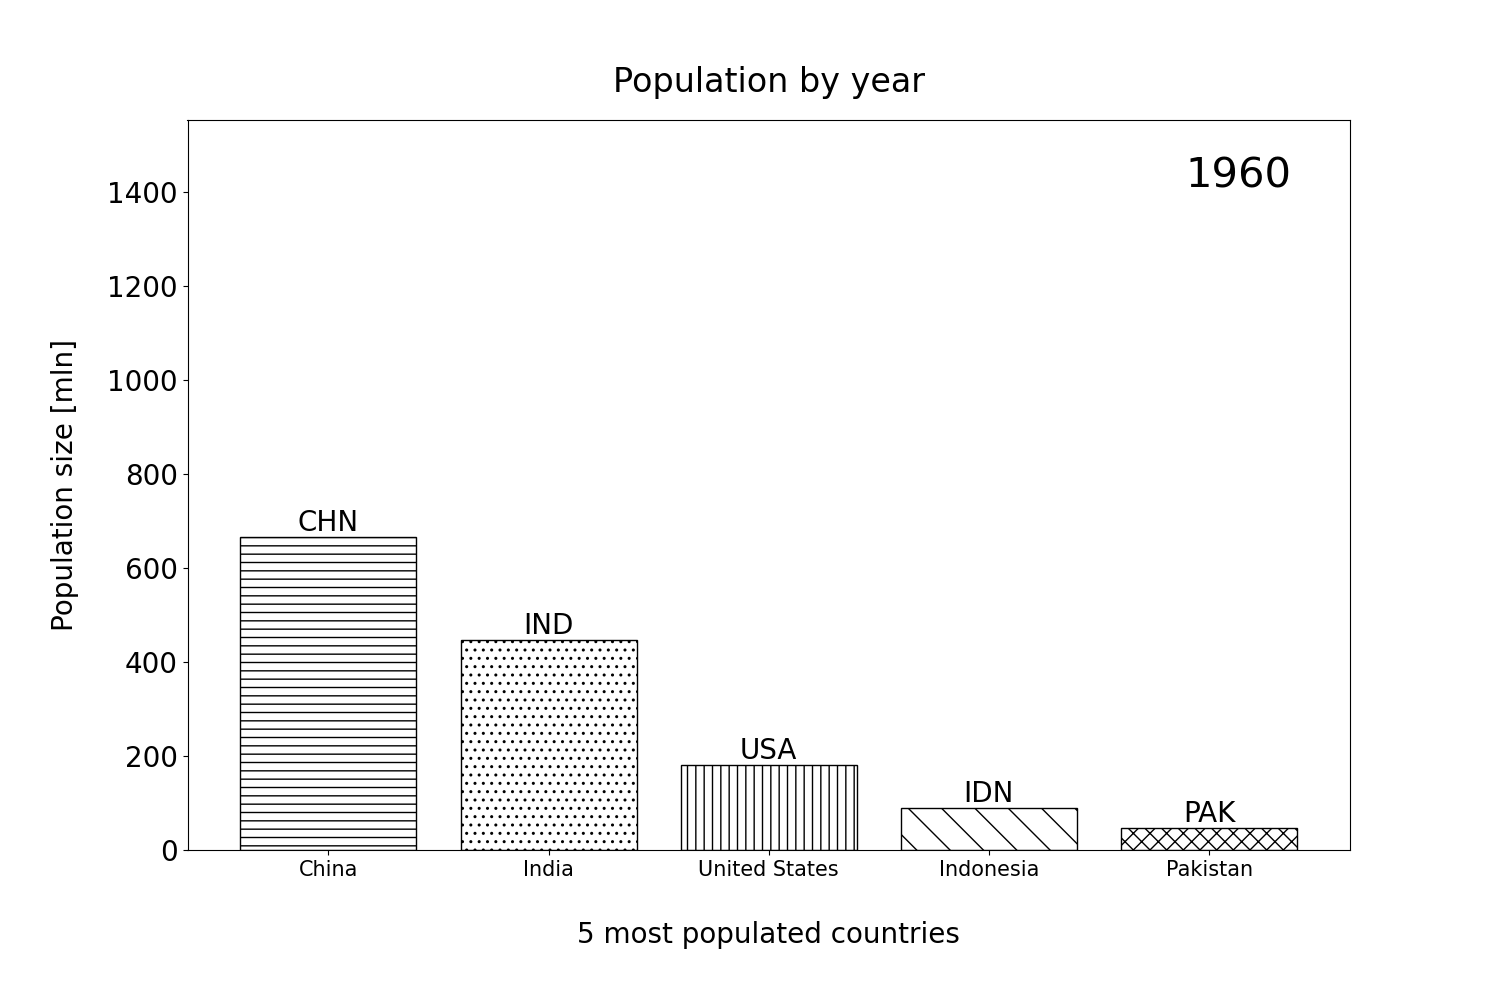 Population by year
1960
Population size [mln]
1400
1200
1000
800
600
400
200
0
CHN
IND
USA
IDN
PAK
China
India
United States
Indonesia
Pakistan
5 most populated countries